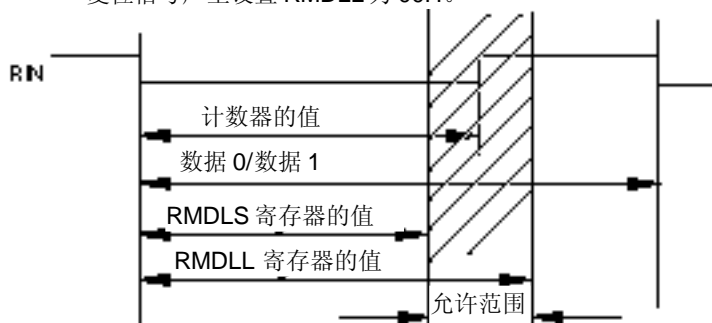 RIN
计数器的值
数据 0/数据 1
RMDLS 寄存器的值
RMDLL 寄存器的值
允许范围